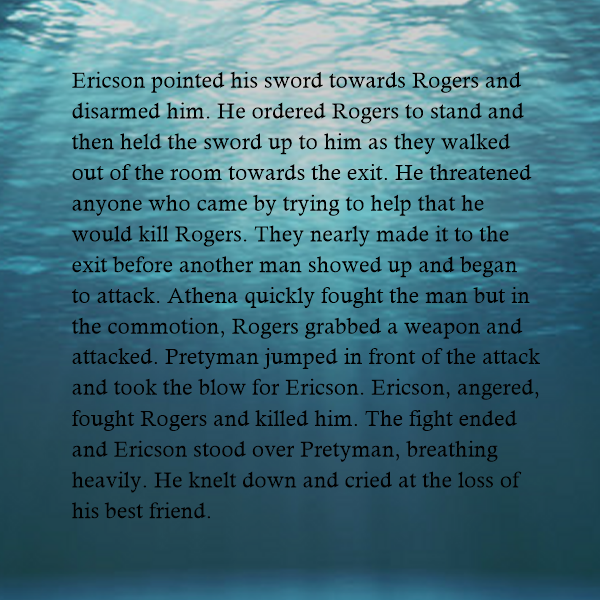 Ericson pointed his sword towards Rogers and
disarmed him. He ordered Rogers to stand and
then held the sword up to him as they walked
out of the room towards the exit. He threatened
anyone who came by trying to help that he
would kill Rogers. They nearly made it to the
exit before another man showed up and began
to attack. Athena quickly fought the man but in
the commotion, Rogers grabbed a weapon and
attacked. Pretyman jumped in front of the attack
and took the blow for Ericson. Ericson, angered,
fought Rogers and killed him. The fight ended
and Ericson stood over Pretyman, breathing
heavily. He knelt down and cried at the loss of
his best friend.